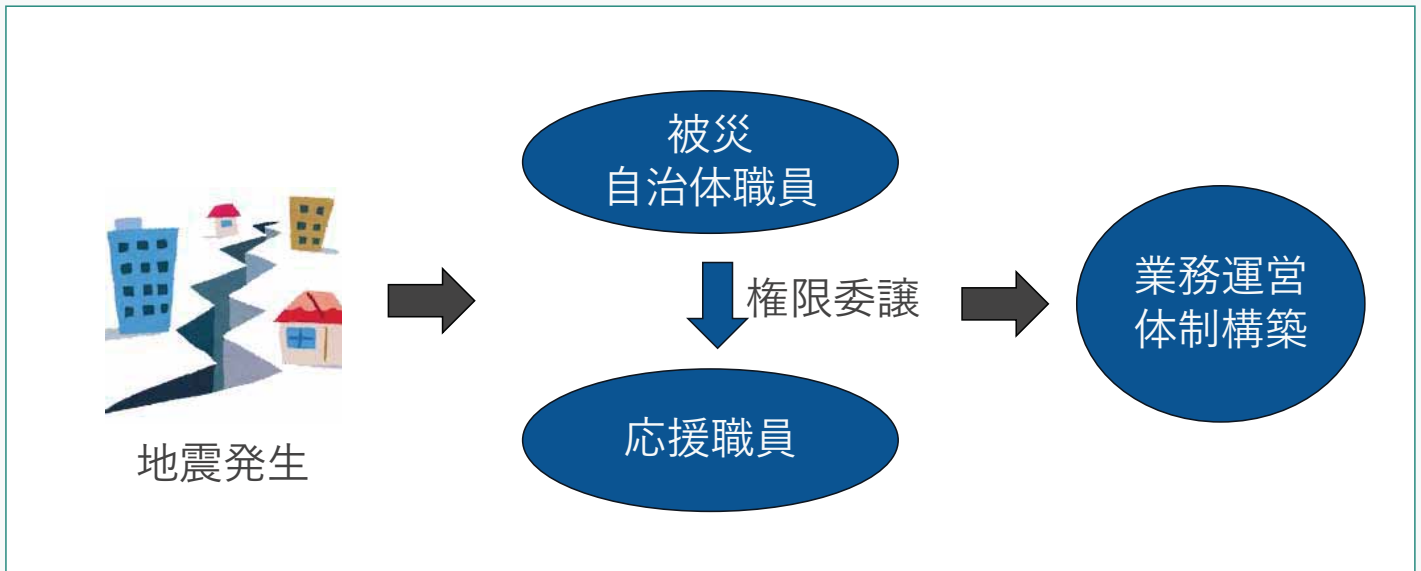 被災
自治体職員
権限委譲
応援職員
業務運営
体制構築
地震発生